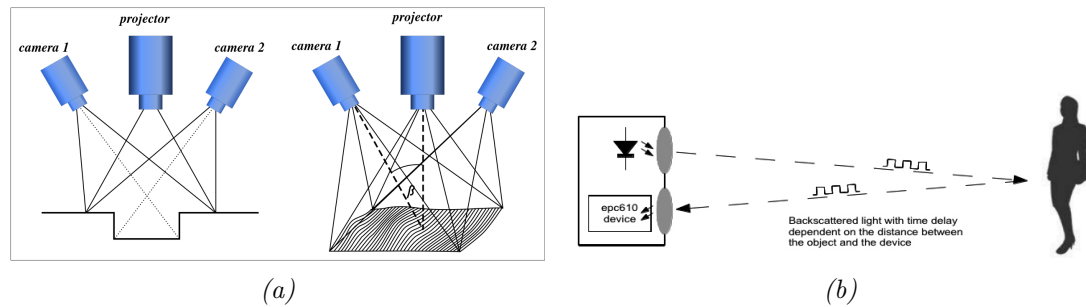 projector
camera 1
camera 2
projector
camera 1
camera 2
β
epc610
device
Backscattered light with time delay
dependent on the distance between
the object and the device
(a)
(b)